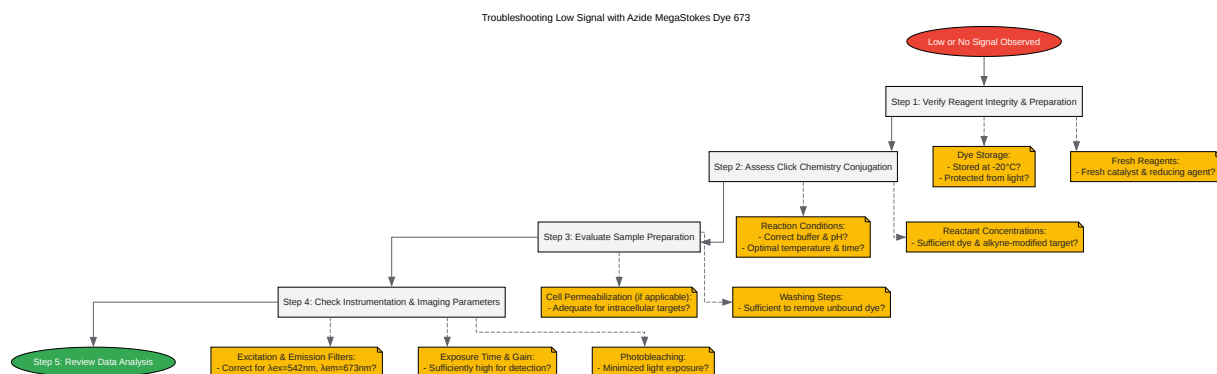 Troubleshooting Low Signal with Azide MegaStokes Dye 673
Low or No Signal Observed
Step 1: Verify Reagent Integrity & Preparation
Dye Storage:
- Stored at -20°C?
- Protected from light?
Fresh Reagents:
- Fresh catalyst & reducing agent?
Step 2: Assess Click Chemistry Conjugation
Reaction Conditions:
- Correct buffer & pH?
- Optimal temperature & time?
Reactant Concentrations:
- Sufficient dye & alkyne-modified target?
Step 3: Evaluate Sample Preparation
Cell Permeabilization (if applicable):
- Adequate for intracellular targets?
Washing Steps:
- Sufficient to remove unbound dye?
Step 4: Check Instrumentation & Imaging Parameters
Excitation & Emission Filters:
- Correct for λex=542nm, λem=673nm?
Exposure Time & Gain:
- Sufficiently high for detection?
Photobleaching:
- Minimized light exposure?
Step 5: Review Data Analysis